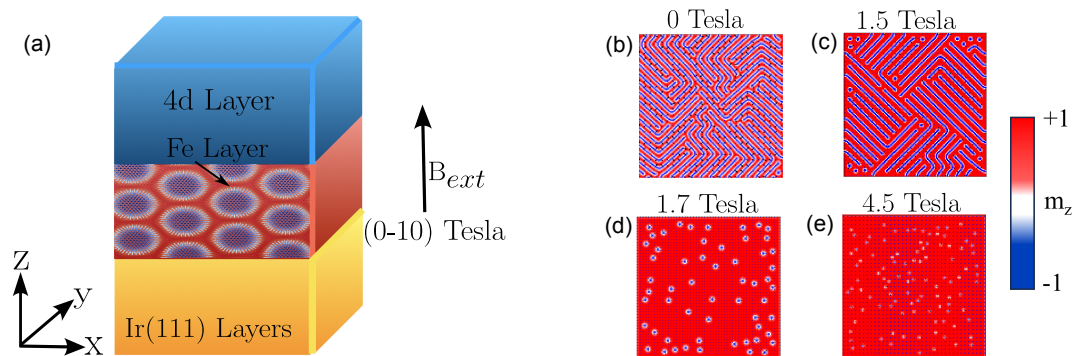 (a)
4d Layer
Fe Layer
B_ext
(0-10) Tesla
Ir(111) Layers
Z
y
X
0 Tesla
(b)
1.5 Tesla
(c)
1.7 Tesla
(d)
4.5 Tesla
(e)
+1
m_z
-1